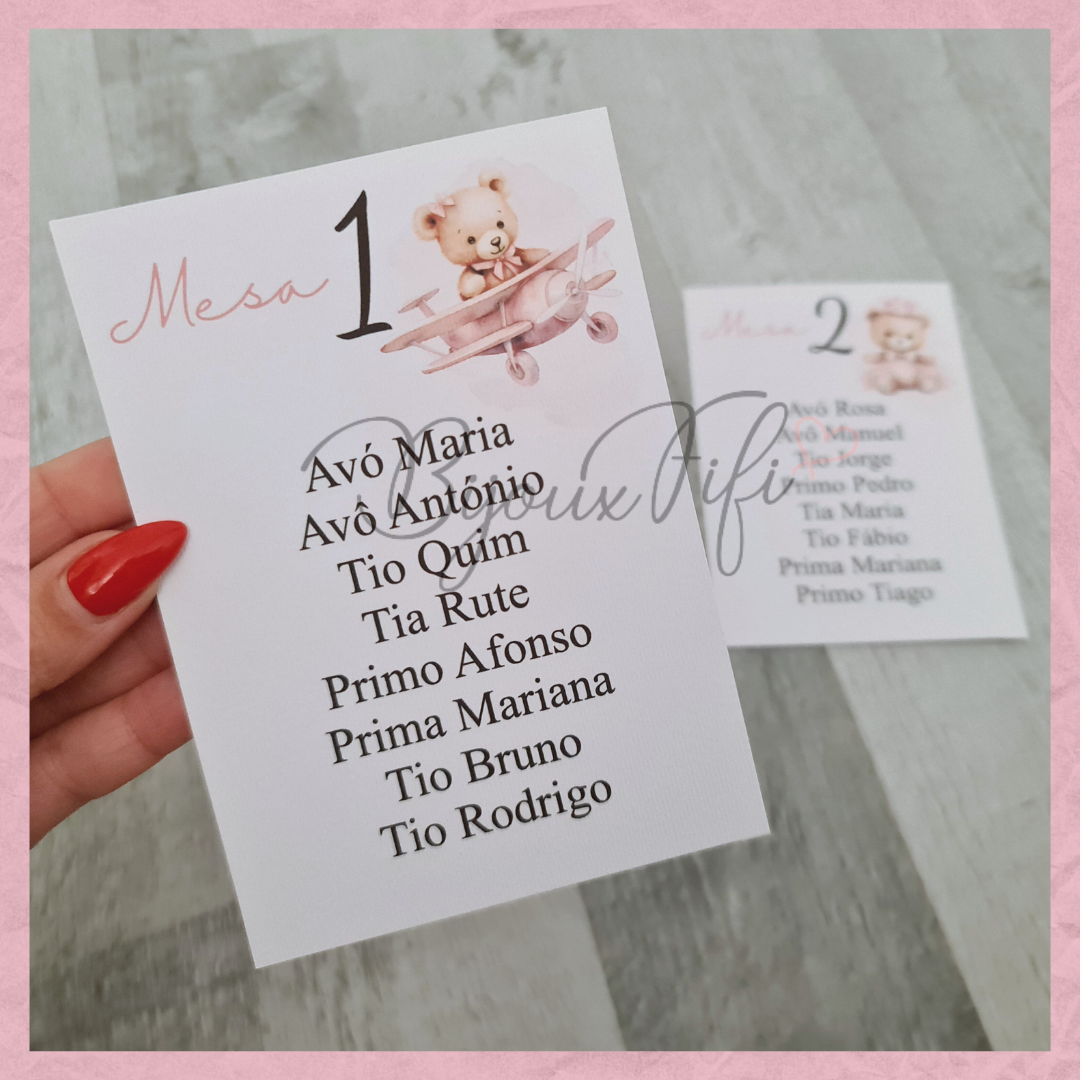 Mesa 1
Avó Maria
Avô António
Tio Quim
Tia Rute
Primo Afonso
Prima Mariana
Tio Bruno
Tio Rodrigo
Mesa 2
Avó Rosa
Avô Manuel
Tio Jorge
Primo Pedro
Tia Maria
Tio Fábio
Prima Mariana
Primo Tiago
Bijoux Fifi